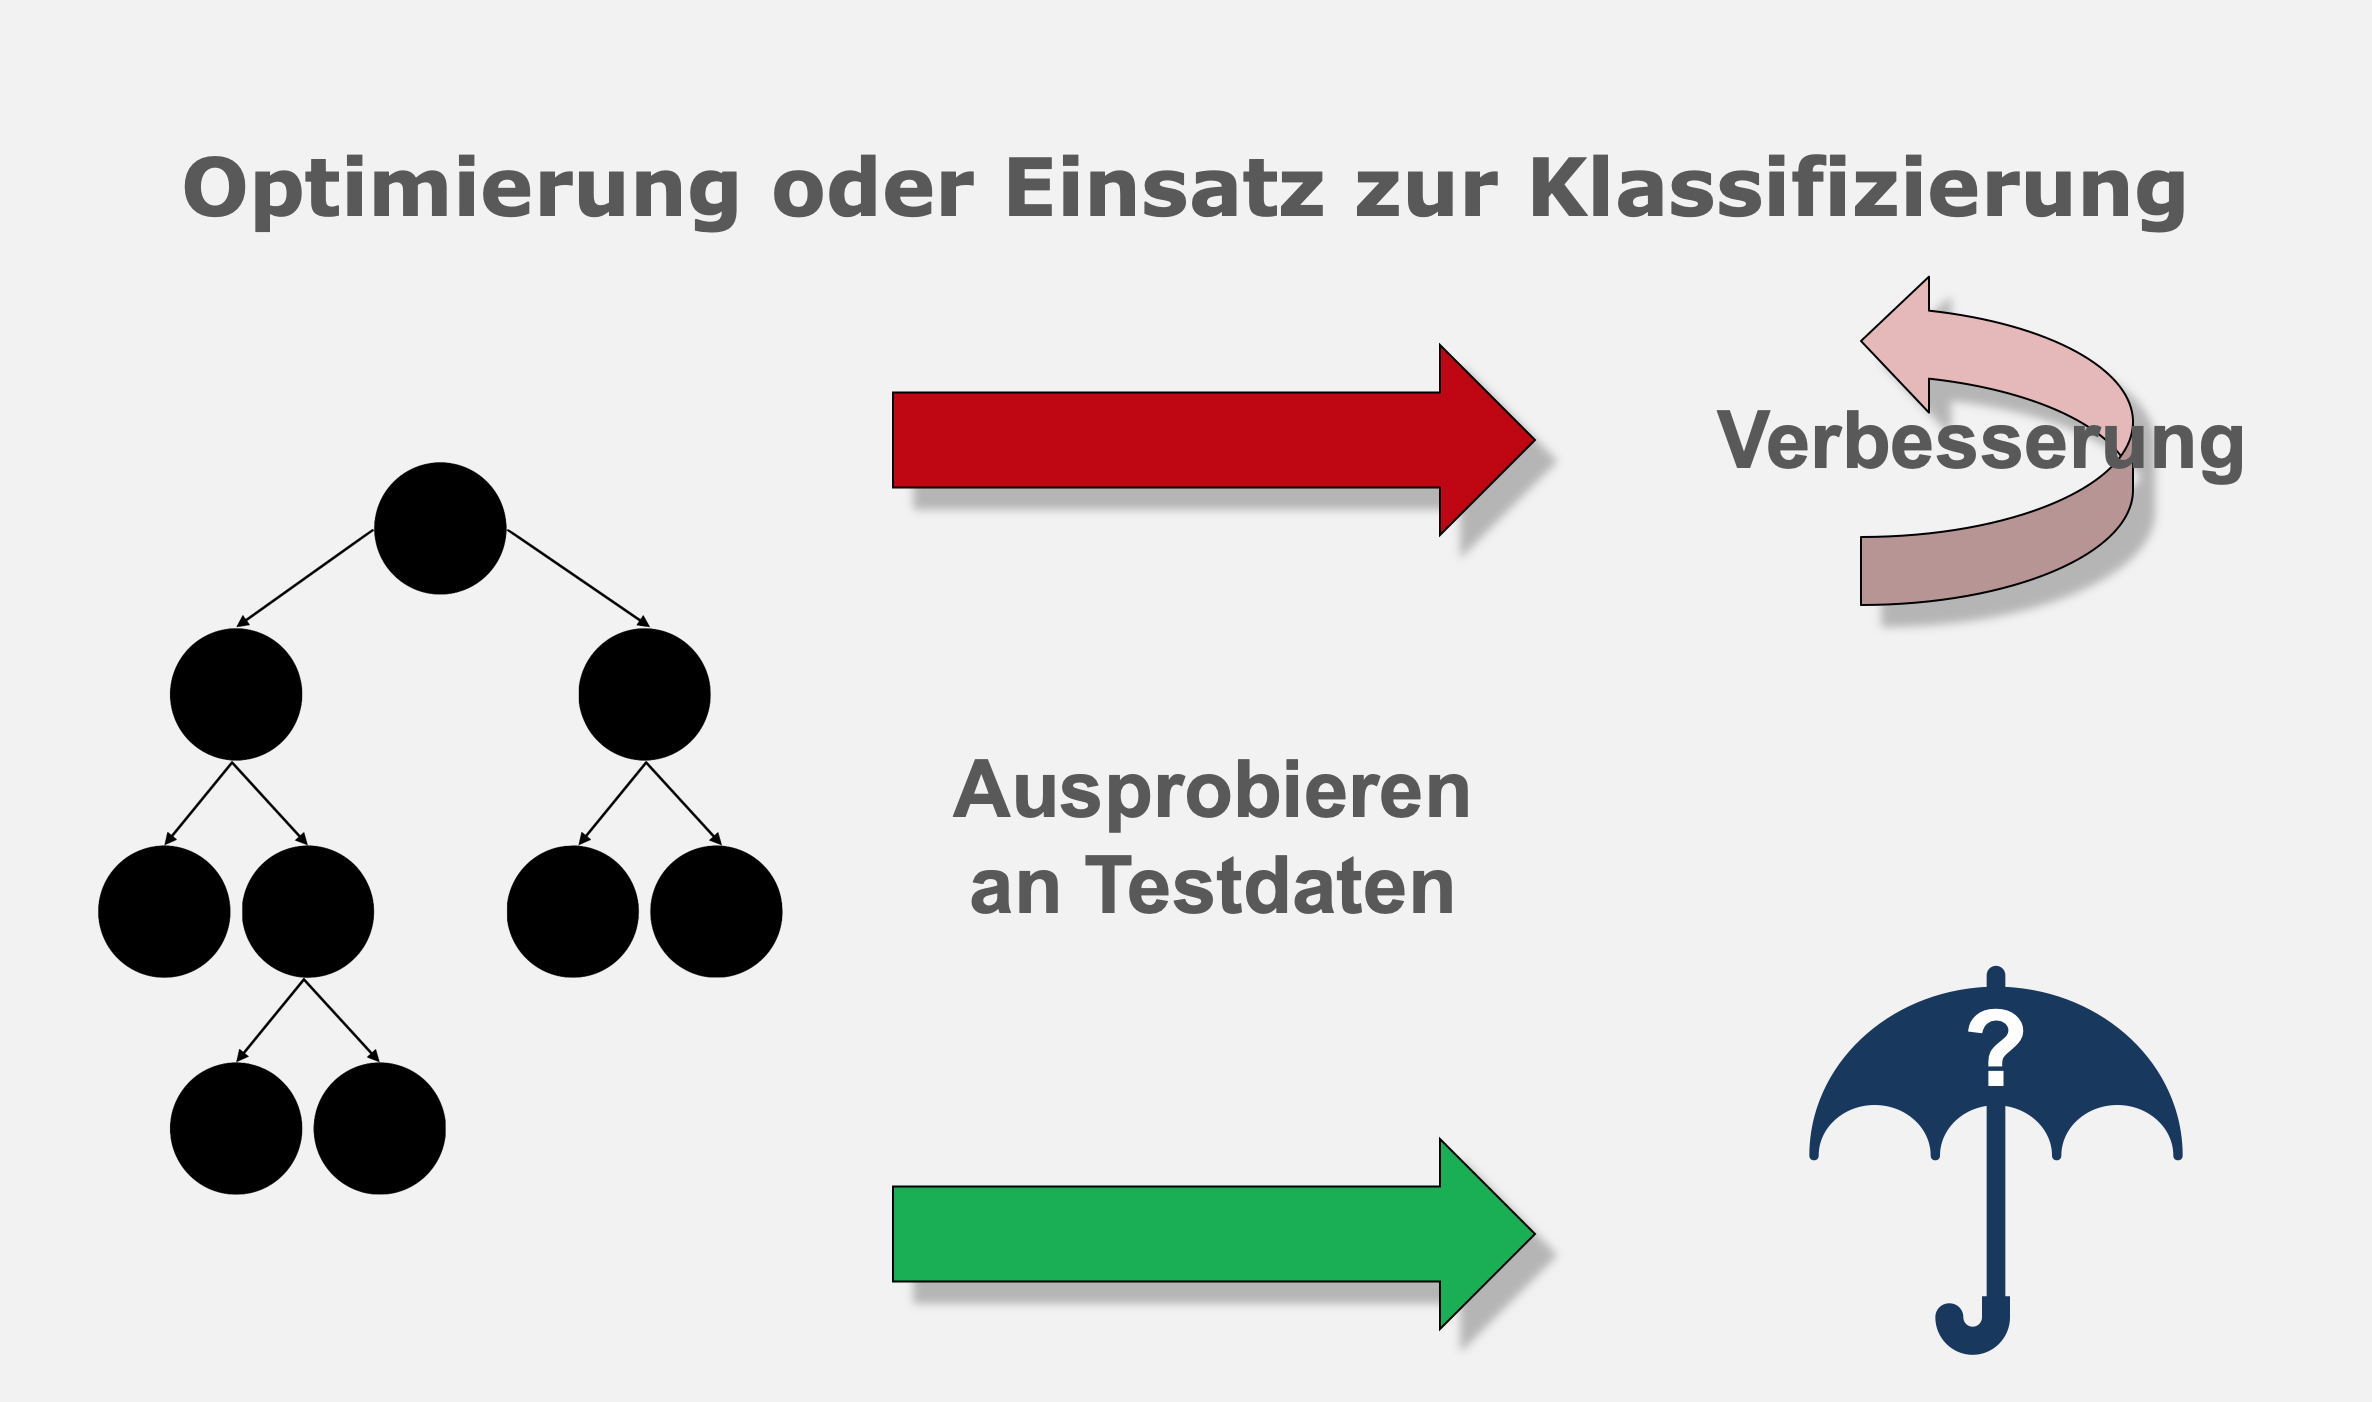 Optimierung oder Einsatz zur Klassifizierung
Verbesserung
Ausprobieren
an Testdaten
?